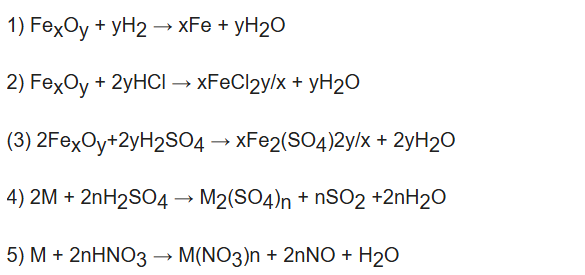 1) FexOy + yH2 → xFe + yH2O
2) FexOy + 2yHCl → xFeCl2y/x + yH2O
(3) 2FexOy+2yH2SO4 → xFe2(SO4)2y/x + 2yH2O
4) 2M + 2nH2SO4 → M2(SO4)n + nSO2 +2nH2O
5) M + 2nHNO3 → M(NO3)n + 2nNO + H2O